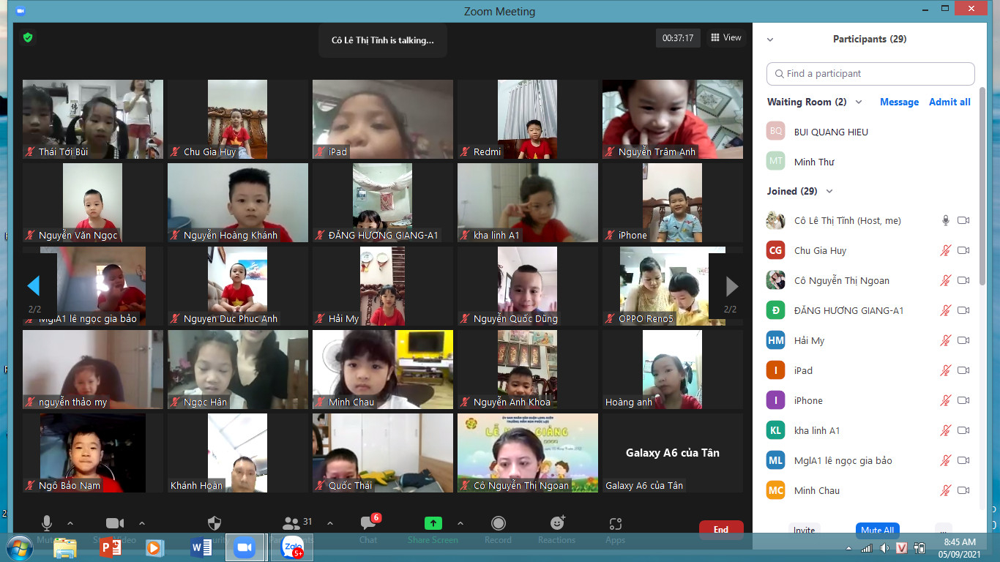 Zoom Meeting
Cô Lê Thị Tĩnh is talking...
00:37:17
View
Thái Tới Bùi
Chu Gia Huy
iPad
Redmi
Nguyễn Trâm Anh
Nguyễn Văn Ngọc
Nguyễn Hoàng Khánh
ĐĂNG HƯƠNG GIANG-A1
kha linh A1
iPhone
2/2
MglA1 lê ngọc gia bảo
Nguyen Duc Phuc Anh
Hải My
Nguyễn Quốc Dũng
OPPO Reno5
2/2
nguyễn thảo my
Ngọc Hân
Minh Chau
Nguyễn Anh Khoa
Hoàng anh
Ngô Bảo Nam
Khánh Hoàn
Quốc Thái
TRƯỜNG MẦM NON PHÚC LỢI
Cô Nguyễn Thị Ngoan
Galaxy A6 của Tân
Galaxy A6 của Tân
31
6
Chat
Share Screen
Record
Reactions
Apps
End
Participants (29)
Find a participant
Waiting Room (2)
Message
Admit all
BQ
BUI QUANG HIEU
MT
Minh Thư
Joined (29)
Cô Lê Thị Tĩnh (Host, me)
CG
Chu Gia Huy
Cô Nguyễn Thị Ngoan
Đ
ĐĂNG HƯƠNG GIANG-A1
HM
Hải My
I
iPad
I
iPhone
KL
kha linh A1
ML
MglA1 lê ngọc gia bảo
MC
Minh Chau
Invite
Mute All
Zalo
5+
8:45 AM
05/09/2021